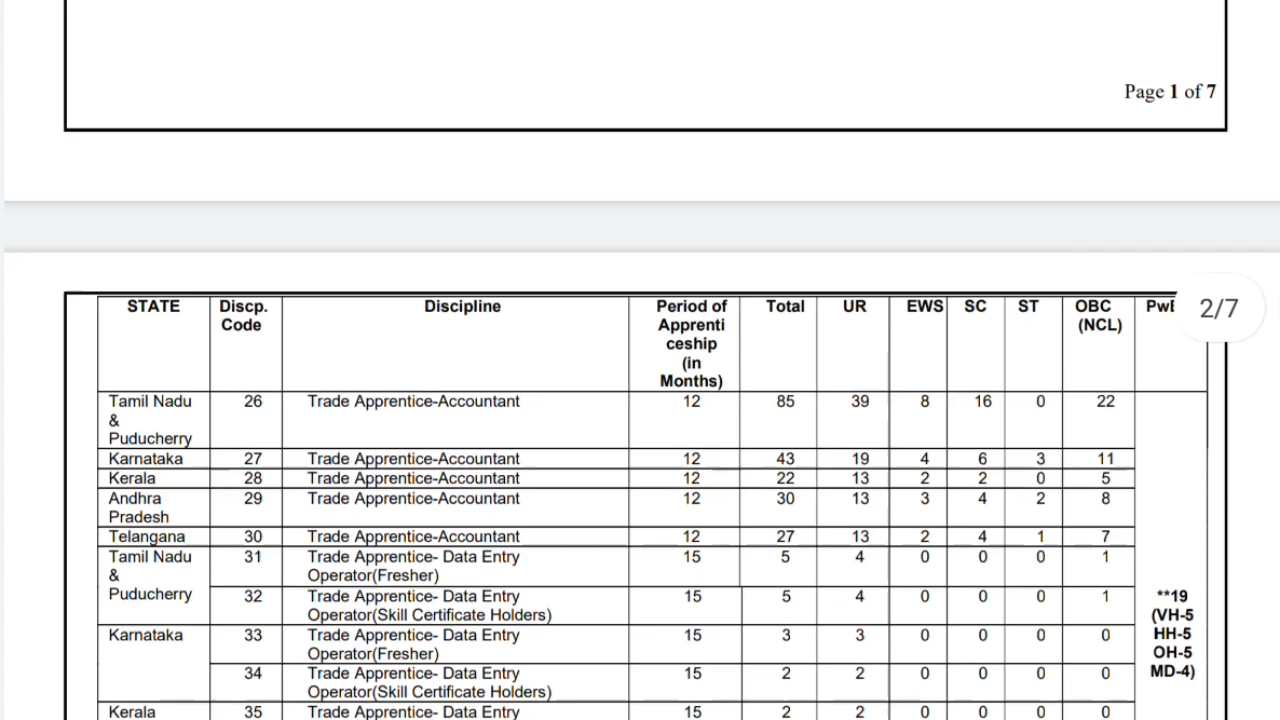 Page 1 of 7
2/7
STATE Discp. Code Discipline Period of Apprenti ceship (in Months) Total UR EWS SC ST OBC (NCL)
Tamil Nadu & Puducherry 26 Trade Apprentice-Accountant 12 85 39 8 16 0 22
Karnataka 27 Trade Apprentice-Accountant 12 43 19 4 6 3 11
Kerala 28 Trade Apprentice-Accountant 12 22 13 2 2 0 5
Andhra Pradesh 29 Trade Apprentice-Accountant 12 30 13 3 4 2 8
Telangana 30 Trade Apprentice-Accountant 12 27 13 2 4 1 7
Tamil Nadu & Puducherry 31 Trade Apprentice- Data Entry Operator(Fresher) 15 5 4 0 0 0 1
32 Trade Apprentice- Data Entry Operator(Skill Certificate Holders) 15 5 4 0 0 0 1
Karnataka 33 Trade Apprentice- Data Entry Operator(Fresher) 15 3 3 0 0 0 0
34 Trade Apprentice- Data Entry Operator(Skill Certificate Holders) 15 2 2 0 0 0 0
Kerala 35 Trade Apprentice- Data Entry 15 2 2 0 0 0 0
**19
(VH-5
HH-5
OH-5
MD-4)